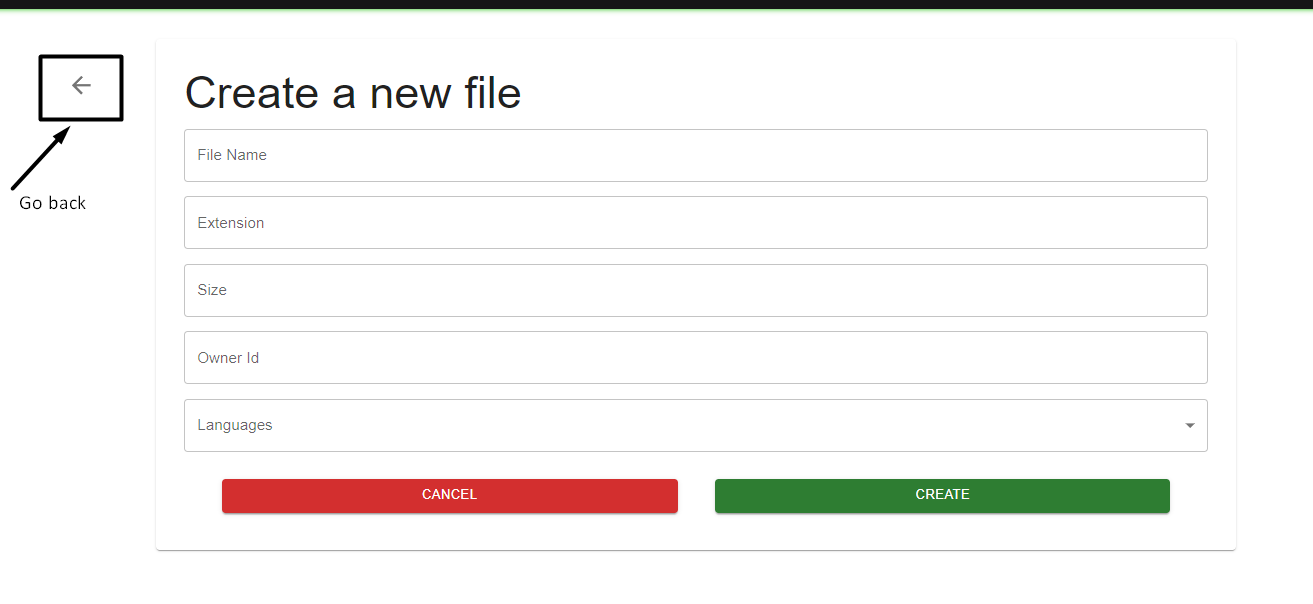 Create a new file
File Name
Extension
Go back
Size
Owner Id
Languages
CANCEL
CREATE